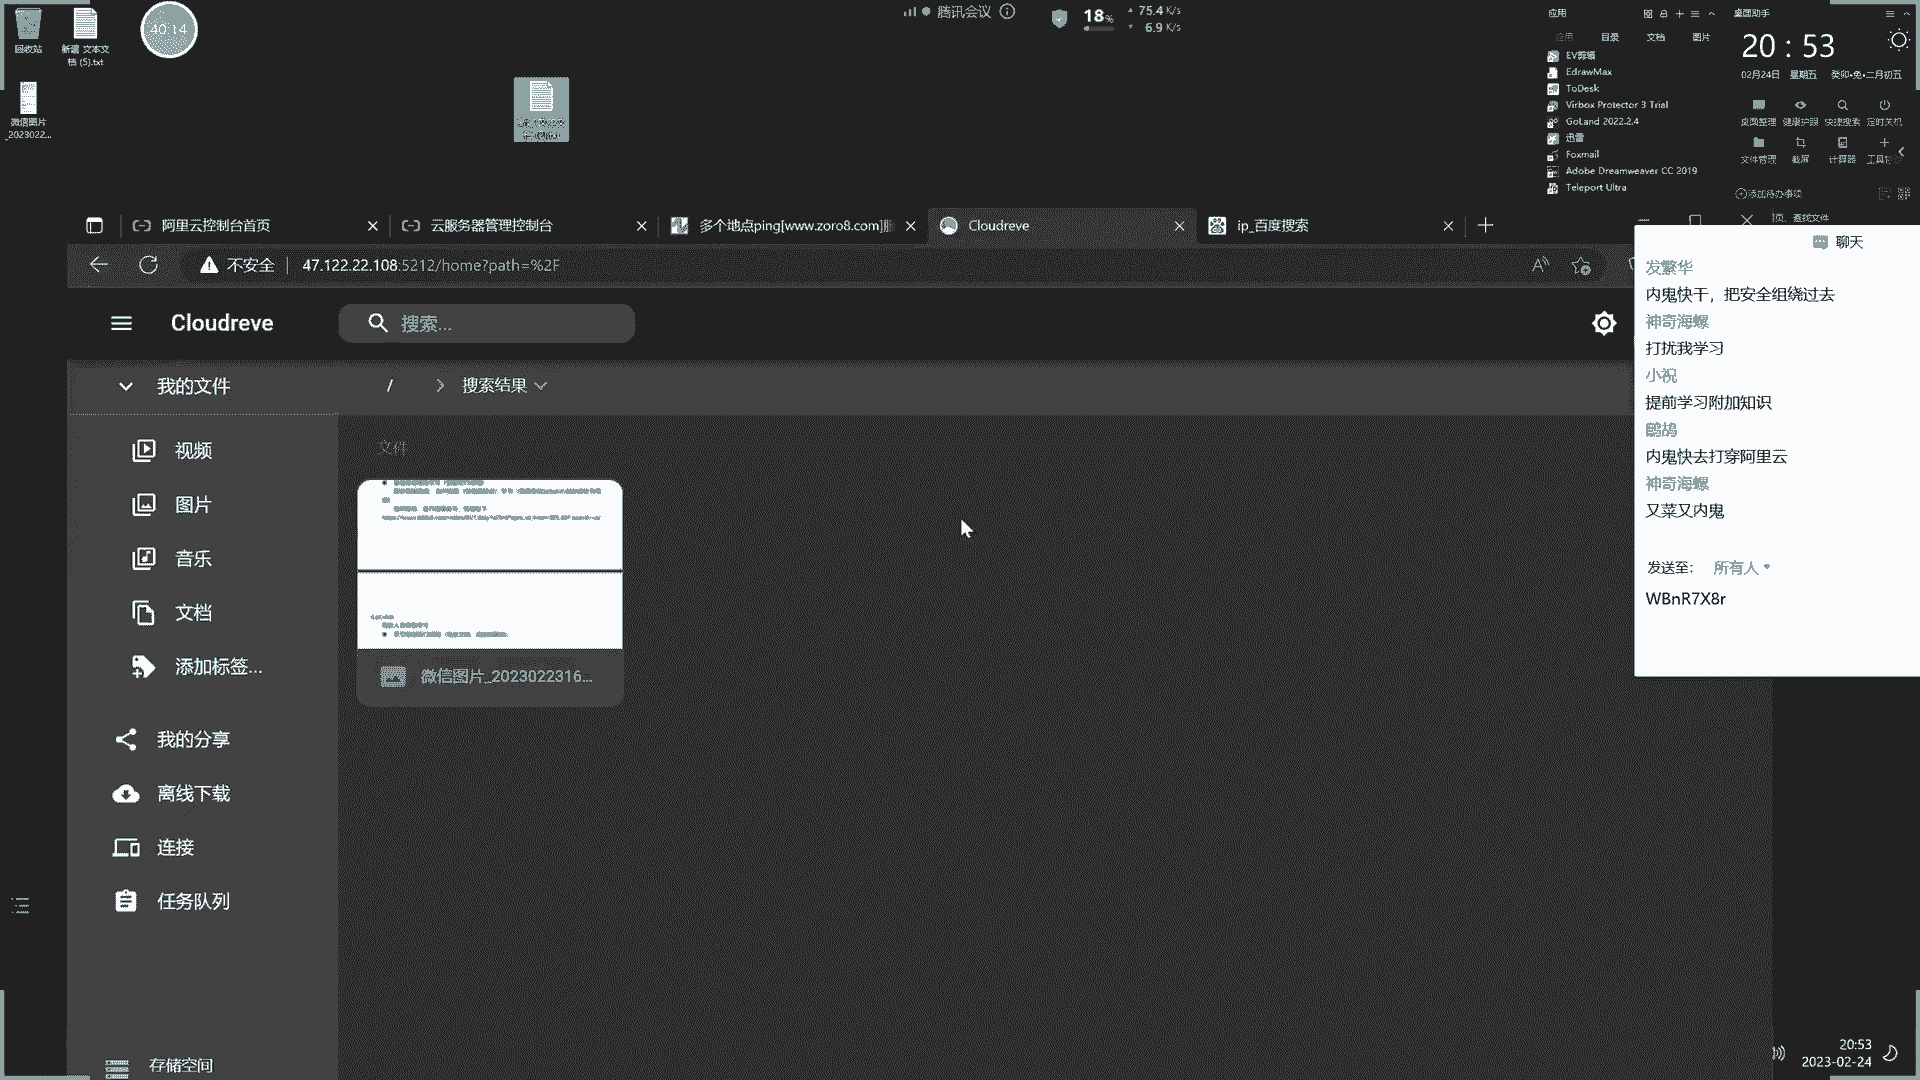 回收站
新建 文本文
档 (5).txt
40:14
微信图片
_2023022...
腾讯会议
18%
75.4 K/s
6.9 K/s
应用
应用 目录 文档 图片
EV剪辑
EdrawMax
ToDesk
Virbox Protector 3 Trial
GoLand 2022.2.4
迅雷
Foxmail
Adobe Dreamweaver CC 2019
Teleport Ultra
桌面助手
20 : 53
02月24日 星期五 癸卯•兔•二月初五
桌面整理 健康护眼 快捷搜索 定时关机
文件管理 截屏 计算器
添加待办事项
阿里云控制台首页
云服务器管理控制台
多个地点ping[www.zoro8.com]
Cloudreve
ip_百度搜索
不安全
47.122.22.108:5212/home?path=%2F
Cloudreve
搜索...
我的文件
/ > 搜索结果
视频
图片
音乐
文档
添加标签...
我的分享
离线下载
连接
任务队列
存储空间
文件
微信图片_2023022316...
聊天
发繁华
内鬼快干，把安全组绕过去
神奇海螺
打扰我学习
小祝
提前学习附加知识
鹧鸪
内鬼快去打穿阿里云
神奇海螺
又菜又内鬼
发送至: 所有人
WBnR7X8r
20:53
2023-02-24